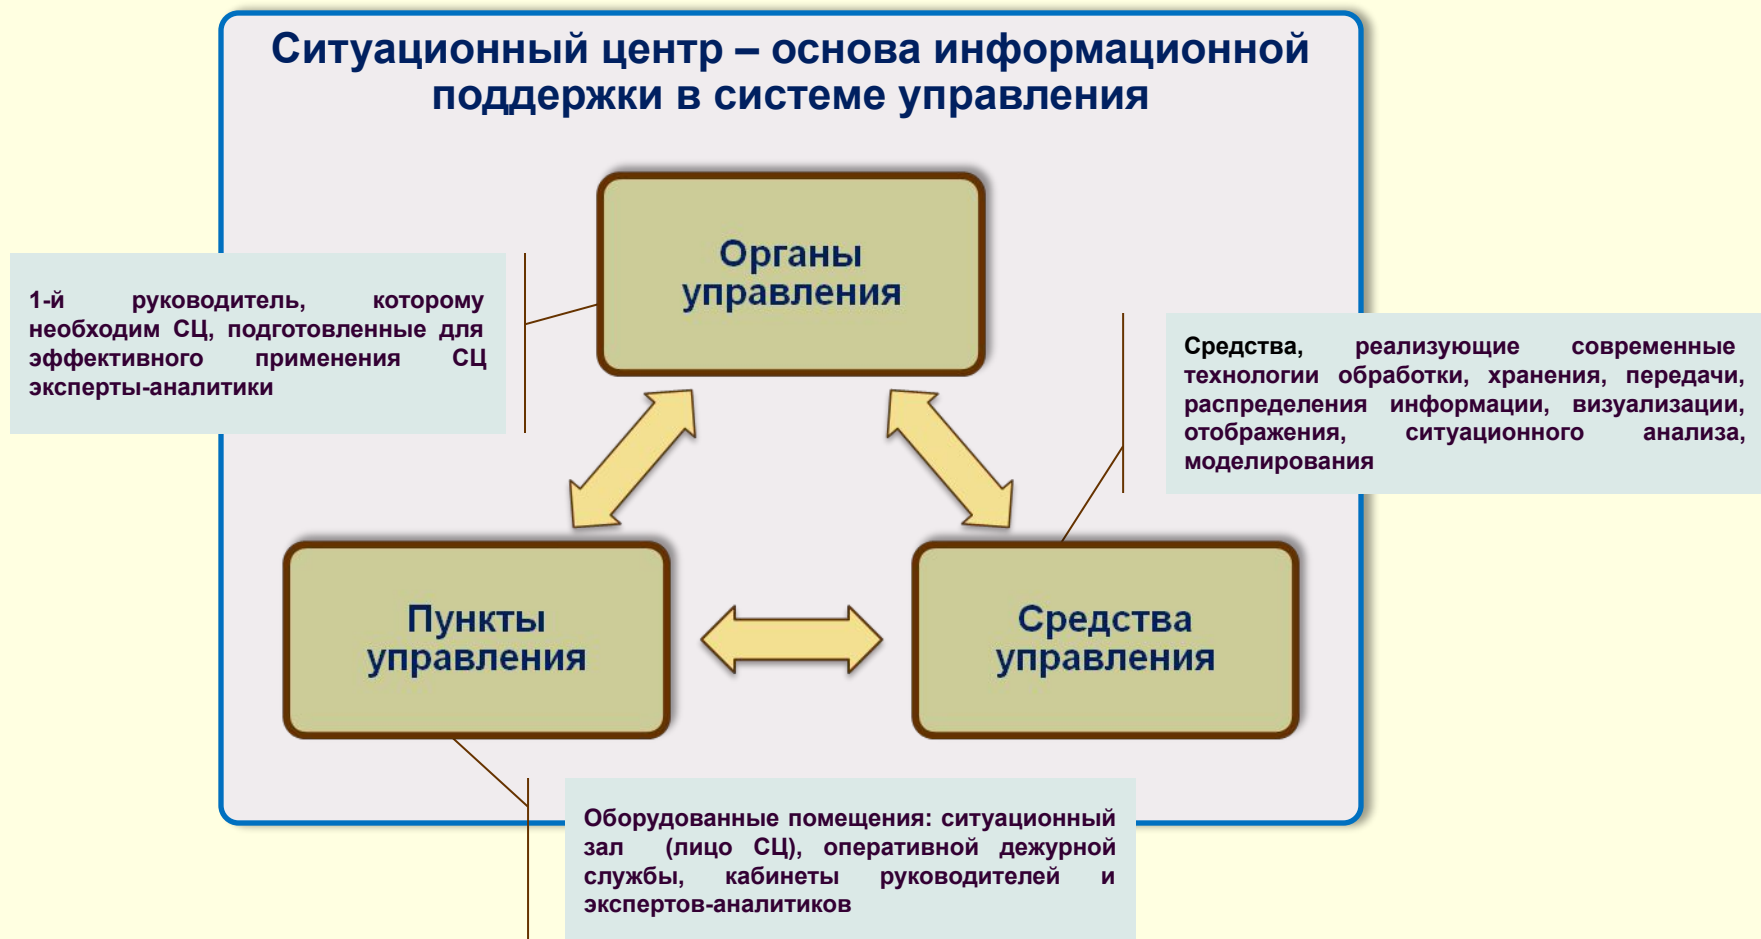 Ситуационный центр – основа информационной
поддержки в системе управления
Органы
управления
1-й руководитель, которому
необходим СЦ, подготовленные для
эффективного применения СЦ
эксперты-аналитики
Средства, реализующие современные
технологии обработки, хранения, передачи,
распределения информации, визуализации,
отображения, ситуационного анализа,
моделирования
Пункты
управления
Средства
управления
Оборудованные помещения: ситуационный
зал (лицо СЦ), оперативной дежурной
службы, кабинеты руководителей и
экспертов-аналитиков